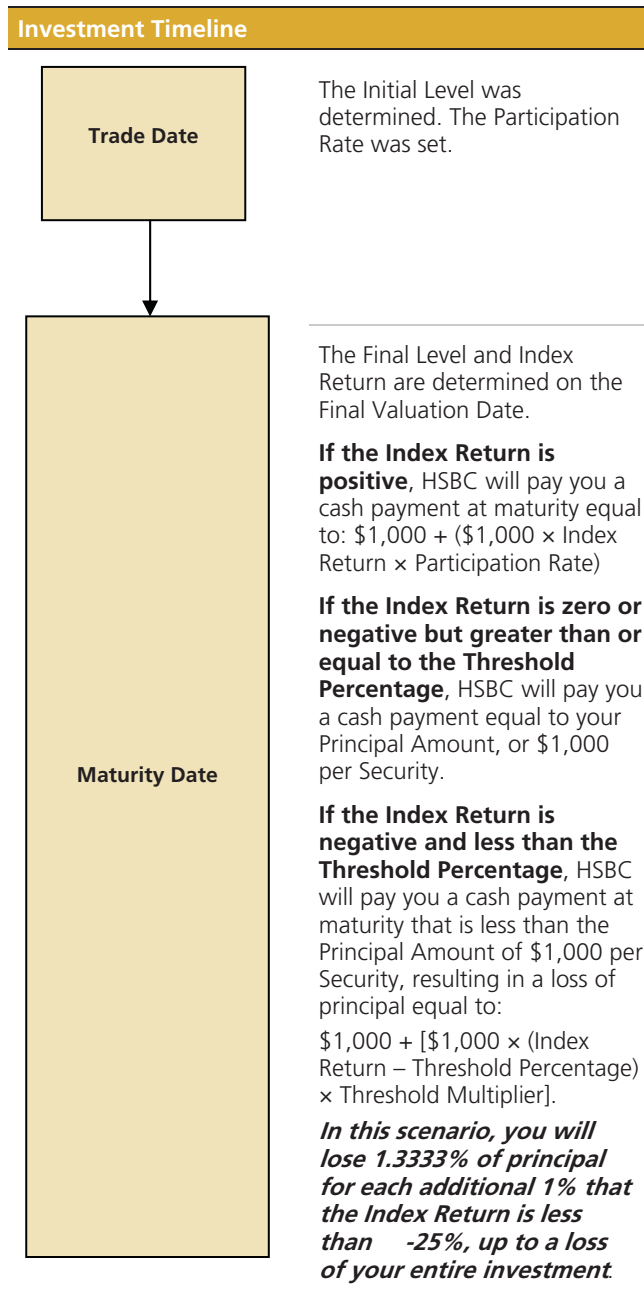 Investment Timeline
Trade Date
The Initial Level was
determined. The Participation
Rate was set.
Maturity Date
The Final Level and Index
Return are determined on the
Final Valuation Date.
If the Index Return is
positive, HSBC will pay you a
cash payment at maturity equal
to: $1,000 + ($1,000 × Index
Return × Participation Rate)
If the Index Return is zero or
negative but greater than or
equal to the Threshold
Percentage, HSBC will pay you
a cash payment equal to your
Principal Amount, or $1,000
per Security.
If the Index Return is
negative and less than the
Threshold Percentage, HSBC
will pay you a cash payment at
maturity that is less than the
Principal Amount of $1,000 per
Security, resulting in a loss of
principal equal to:
$1,000 + [$1,000 × (Index
Return – Threshold Percentage)
× Threshold Multiplier].
In this scenario, you will
lose 1.3333% of principal
for each additional 1% that
the Index Return is less
than -25%, up to a loss
of your entire investment.